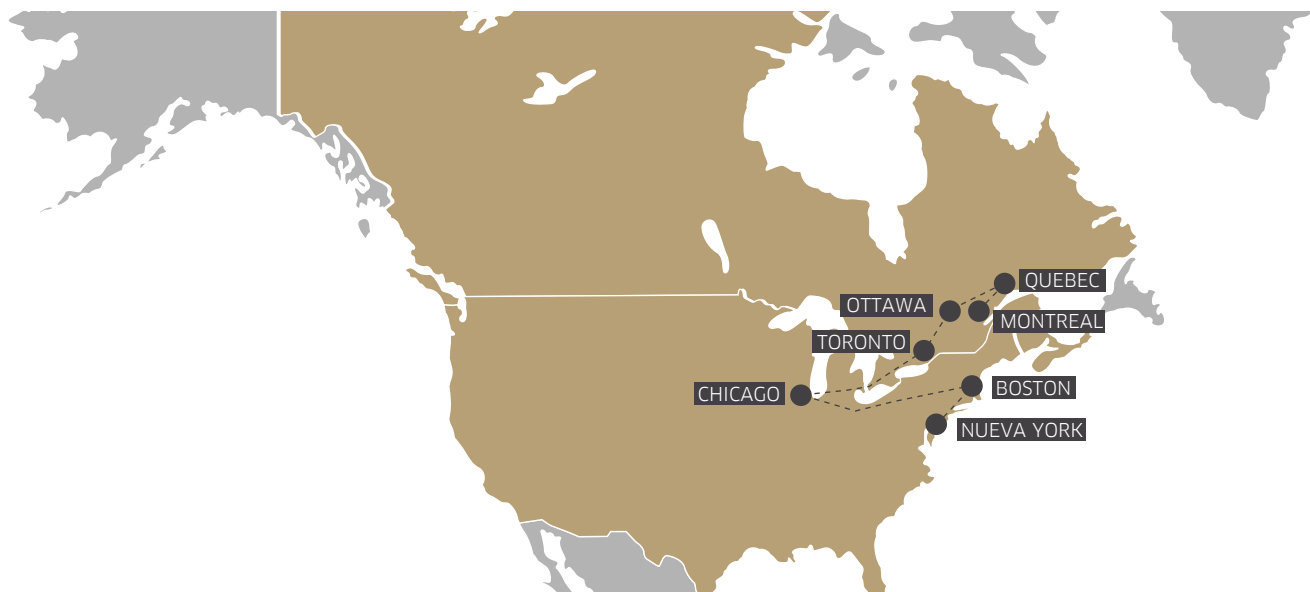 QUEBEC
OTTAWA
MONTREAL
TORONTO
CHICAGO
BOSTON
NUEVA YORK